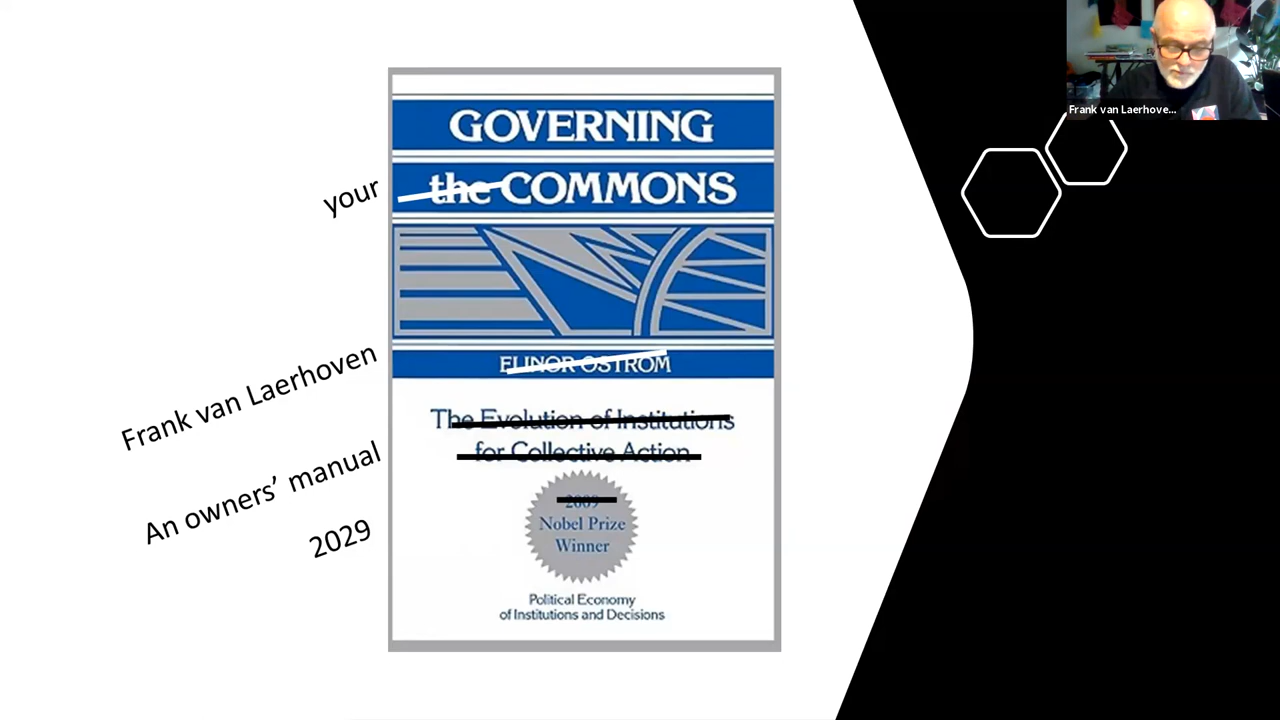 GOVERNING
your
the COMMONS
Frank van Laerhoven
ELINOR OSTROM
The Evolution of Institutions
for Collective Action
An owners' manual
2009
2029
Nobel Prize
Winner
Political Economy
of Institutions and Decisions
Frank van Laerhove...